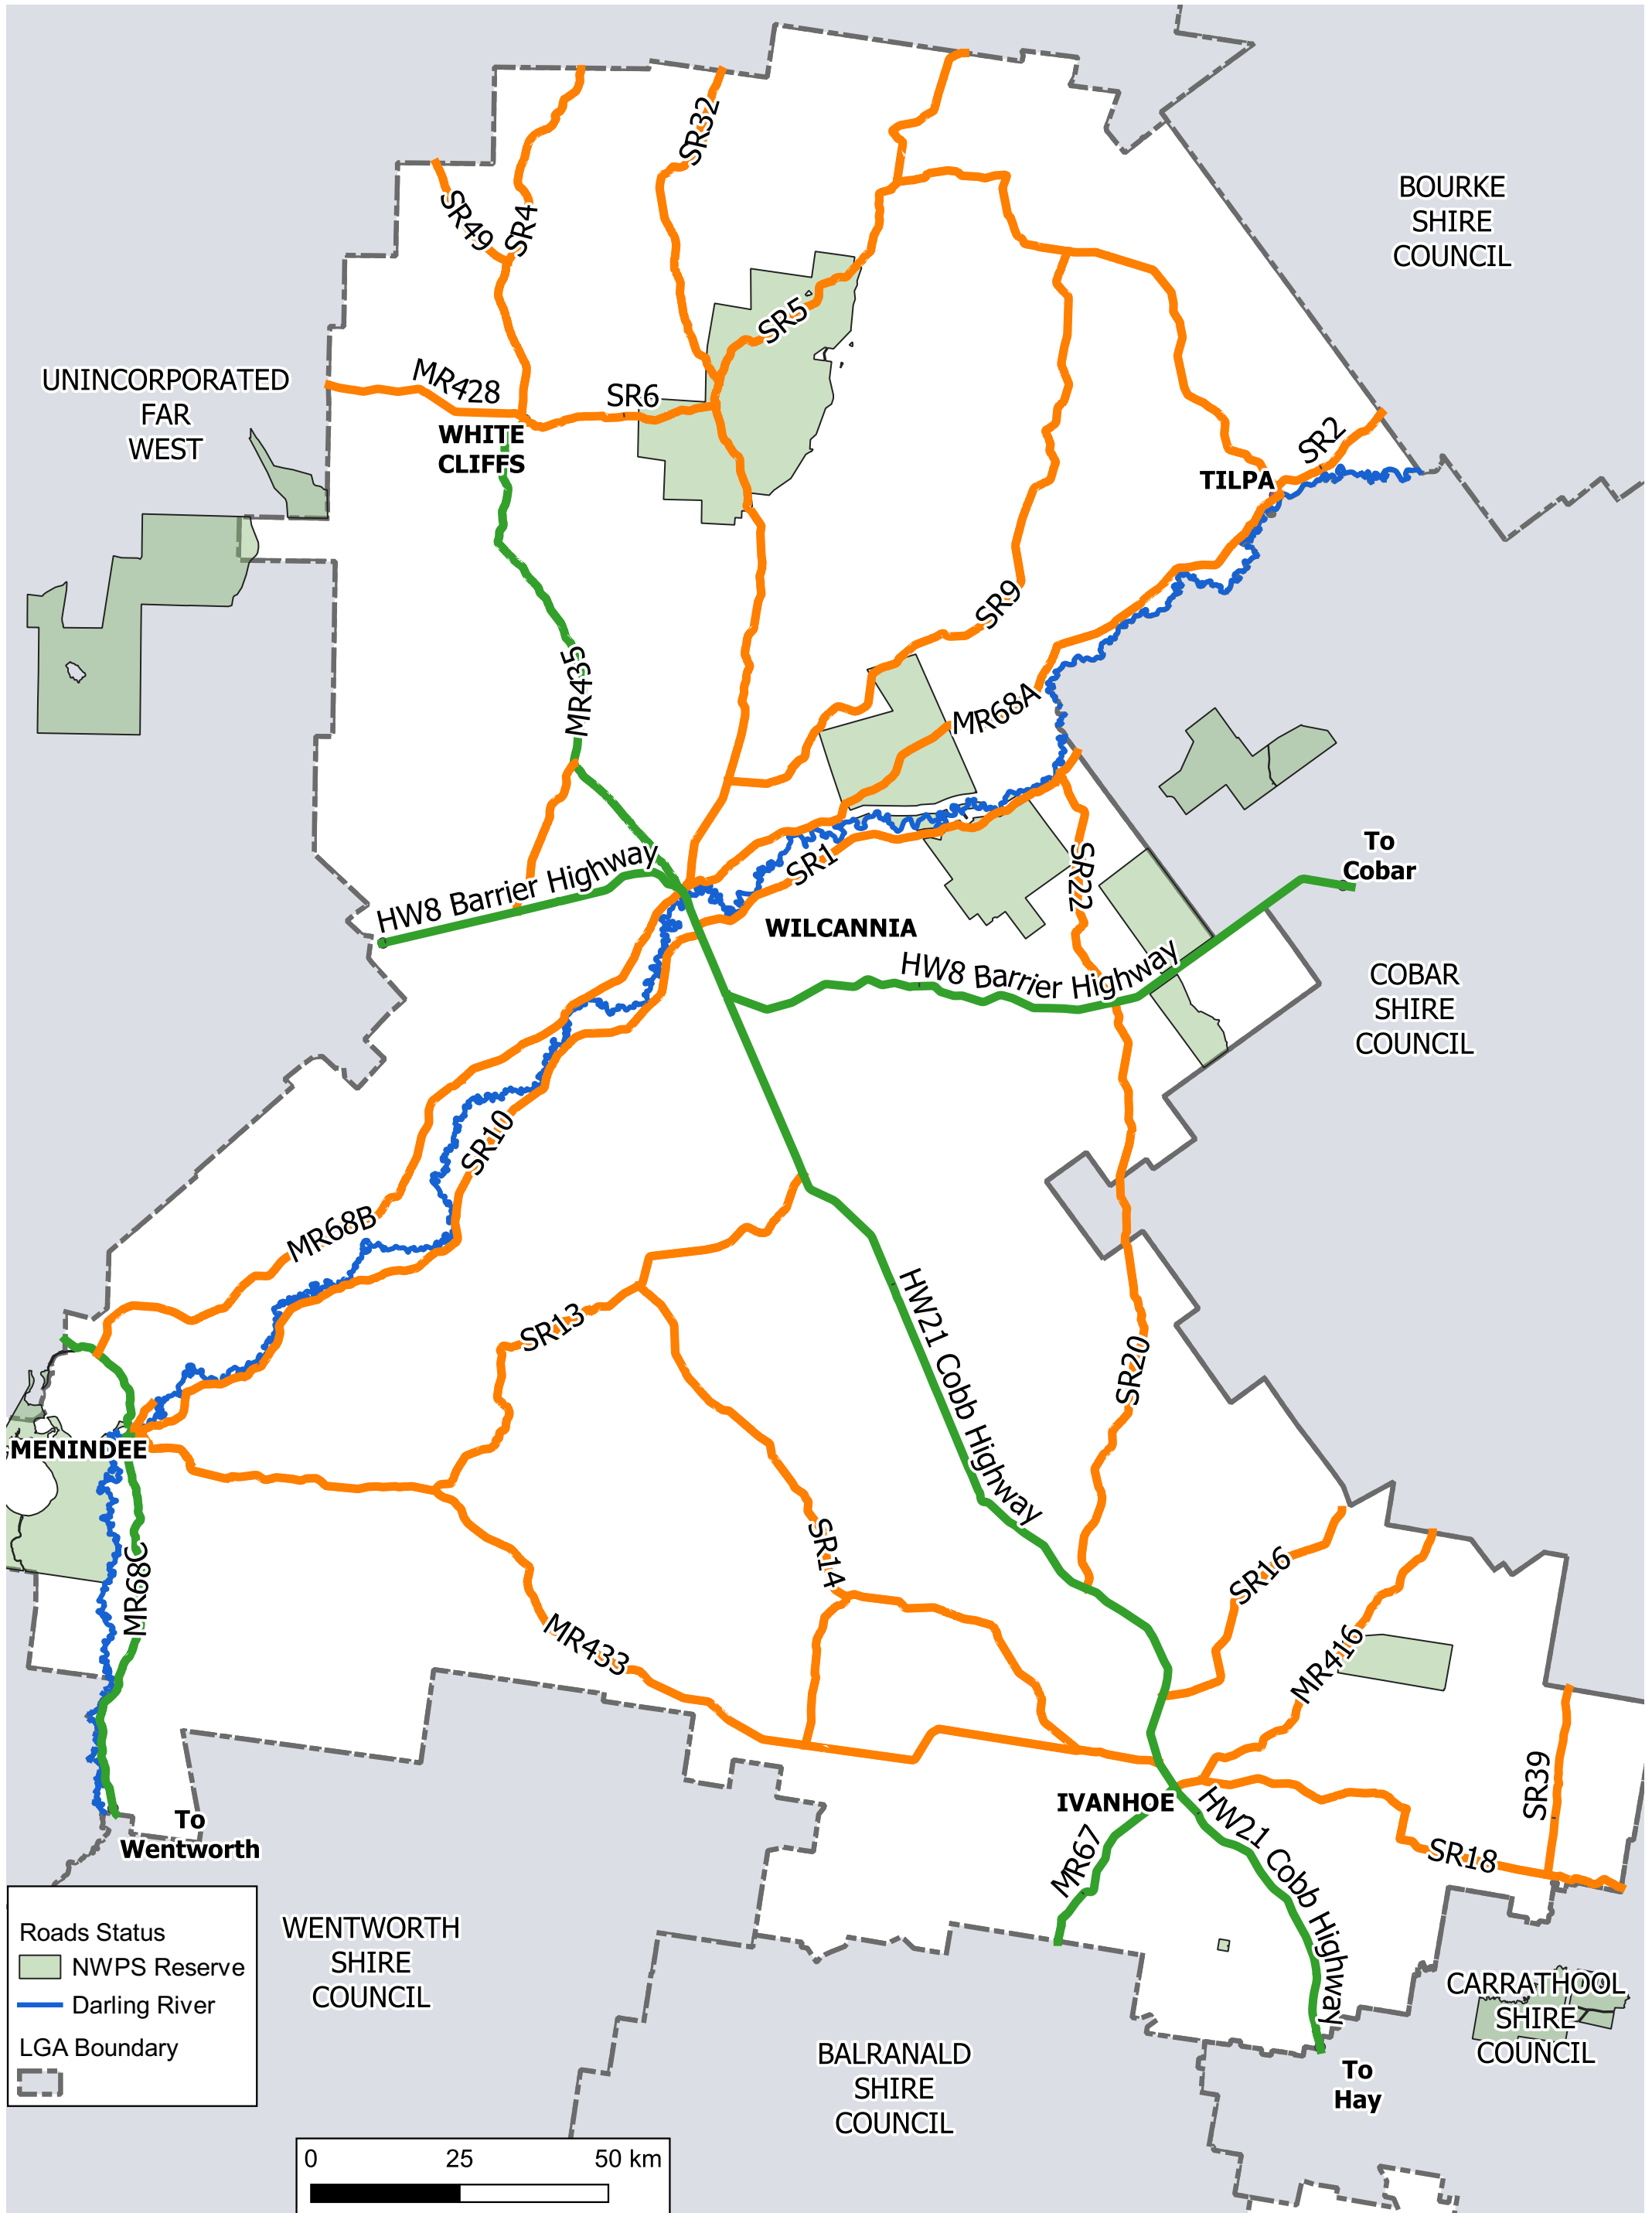 SR32
BOURKE
SHIRE
COUNCIL
SR49
SR4
SR5
UNINCORPORATED
FAR
WEST
MR428
SR6
WHITE
CLIFFS
SR2
TILPA
SR9
MR435
MR68A
SR1
SR22
To
Cobar
HW8 Barrier Highway
WILCANNIA
HW8 Barrier Highway
COBAR
SHIRE
COUNCIL
SR10
MR68B
SR13
HW21 Cobb Highway
SR20
MENINDEE
SR14
SR16
MR68C
MR433
MR416
SR39
IVANHOE
HW21 Cobb Highway
MR67
SR18
To
Wentworth
Roads Status
NWPS Reserve
Darling River
LGA Boundary
WENTWORTH
SHIRE
COUNCIL
CARRATHOOL
SHIRE
COUNCIL
BALRANALD
SHIRE
COUNCIL
To
Hay
0 25 50 km